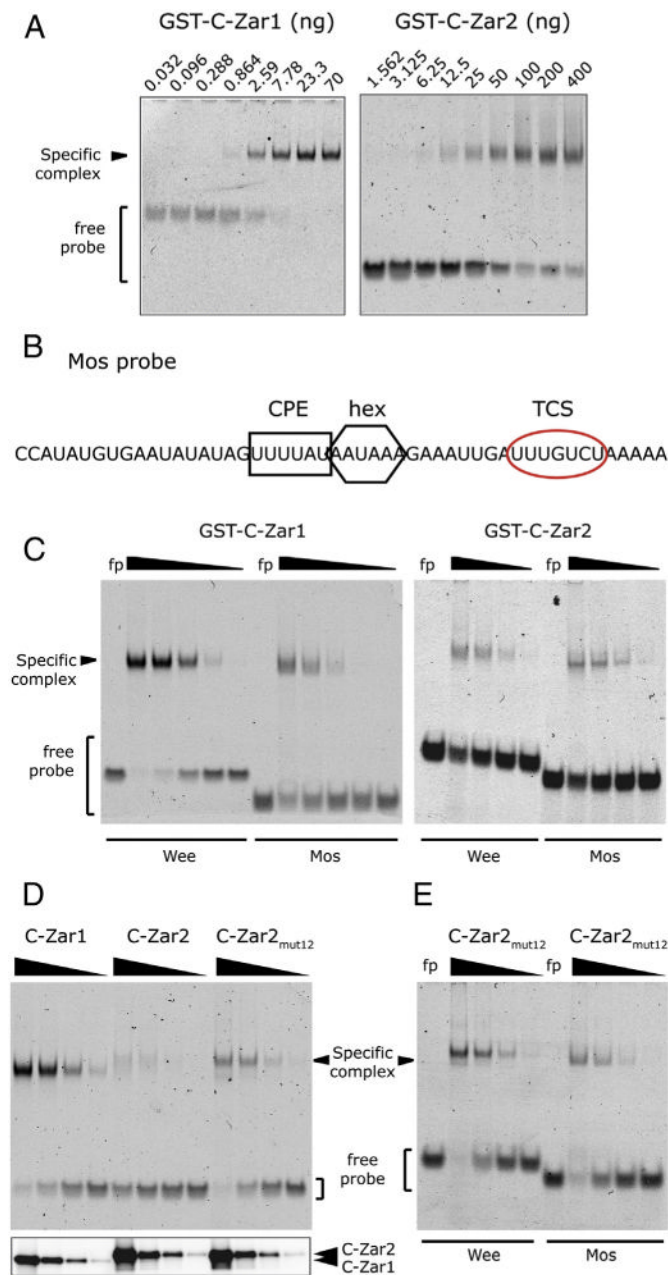 A
GST-C-Zar1 (ng)
GST-C-Zar2 (ng)
0.032 0.096 0.288 0.864 2.59 7.78 23.3 70
1.562 3.125 6.25 12.5 25 50 100 200 400
Specific
complex
free
probe
B
Mos probe
CPE hex TCS
CCAUAUGUGAAUAUAUAGUUUUAUAAUAAAGAAAUUGAUUUGUCUAAAAA
C
GST-C-Zar1
GST-C-Zar2
fp fp fp fp
Specific
complex
free
probe
Wee Mos Wee Mos
D
E
C-Zar1 C-Zar2 C-Zar2mut12
C-Zar2mut12 C-Zar2mut12
fp fp
Specific
complex
free
probe
C-Zar2
C-Zar1
Wee Mos